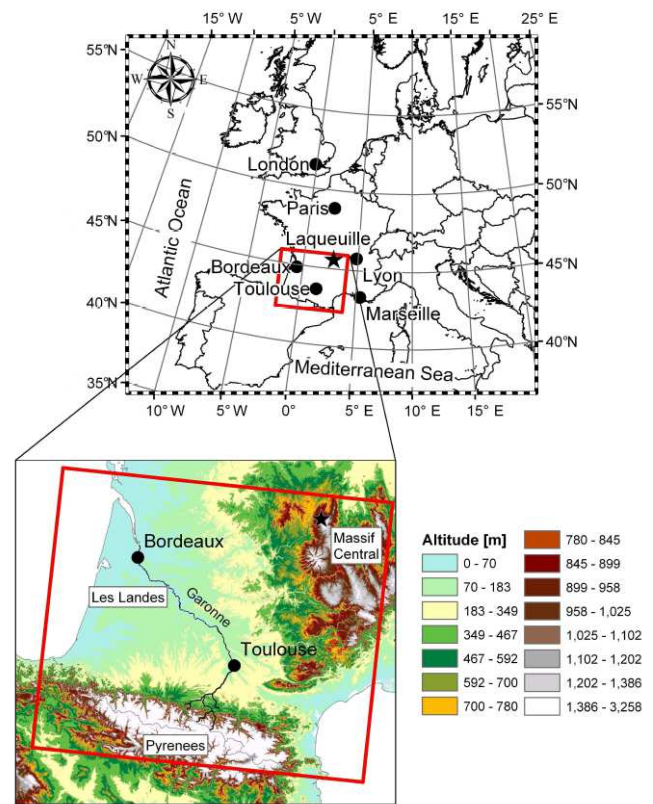 15° W 10° W 5°W 0° 5° E 10° E 15° E 20° E 25° E
55°N
N
W E
S
55°N
50°N
London
50°N
Paris
45°N
Atlantic Ocean
Laqueuille
Bordeaux
Lyon
45°N
Toulouse
40°N
Marseille
40°N
Mediterranean Sea
35°N
10° W 5° W 0° 5° E 10° E 15° E
Massif
Central
Bordeaux
Les Landes
Garonne
Toulouse
Pyrenees
Altitude [m]
0 - 70
70 - 183
183 - 349
349 - 467
467 - 592
592 - 700
700 - 780
780 - 845
845 - 899
899 - 958
958 - 1,025
1,025 - 1,102
1,102 - 1,202
1,202 - 1,386
1,386 - 3,258